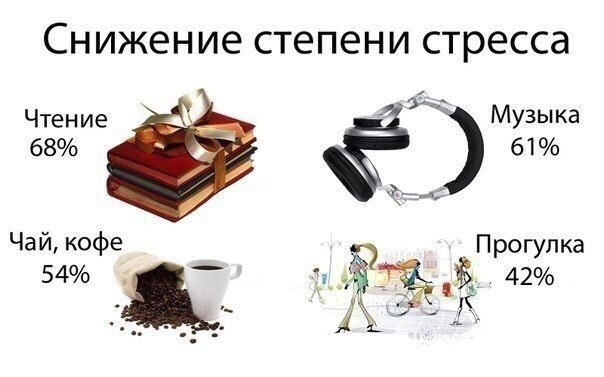 Снижение степени стресса
Чтение
68%
Музыка
61%
Чай, кофе
54%
Прогулка
42%